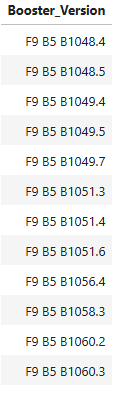 Booster_Version
F9 B5 B1048.4
F9 B5 B1048.5
F9 B5 B1049.4
F9 B5 B1049.5
F9 B5 B1049.7
F9 B5 B1051.3
F9 B5 B1051.4
F9 B5 B1051.6
F9 B5 B1056.4
F9 B5 B1058.3
F9 B5 B1060.2
F9 B5 B1060.3